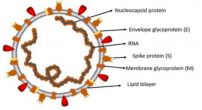 Nucleocapsid protein
Envelope glycoprotein (E)
RNA
Spike protein (S)
Membrane glycoprotein (M)
Lipid bilayer